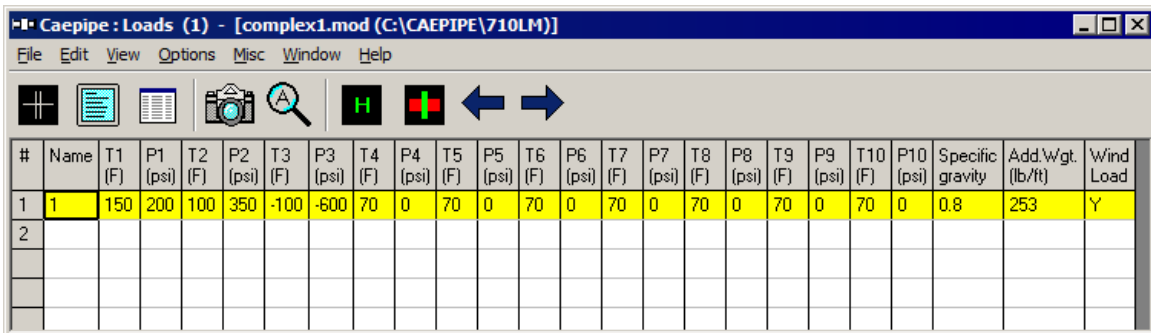 Caepipe : Loads (1) - [complex1.mod (C:\CAEPIPE\710LM)]
File Edit View Options Misc Window Help
A H
# Name T1 (F) P1 (psi) T2 (F) P2 (psi) T3 (F) P3 (psi) T4 (F) P4 (psi) T5 (F) P5 (psi) T6 (F) P6 (psi) T7 (F) P7 (psi) T8 (F) P8 (psi) T9 (F) P9 (psi) T10 (F) P10 (psi) Specific gravity Add.Wgt. (lb/ft) Wind Load
1 1 150 200 100 350 -100 -600 70 0 70 0 70 0 70 0 70 0 70 0 70 0 0.8 253 Y
2